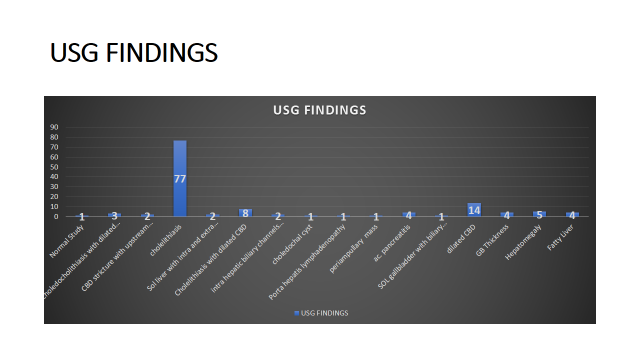 USG FINDINGS
USG FINDINGS
90
80
70
60
50
40
30
20
10
0
1 3 2 77 2 8 2 1 1 1 4 1 14 4 5 4
Normal Study
choledocholithiasis with dilated…
CBD stricture with upstream…
cholelithiasis
Sol liver with intra and extra…
Cholelithiasis with dilated CBD
intra hepatic biliary channels…
choledochal cyst
Porta hepatis lymphadenopathy
periampullary mass
ac. pancreatitis
SOL gallbladder with biliary…
dilated CBD
GB Thickness
Hepatomegaly
Fatty Liver
USG FINDINGS